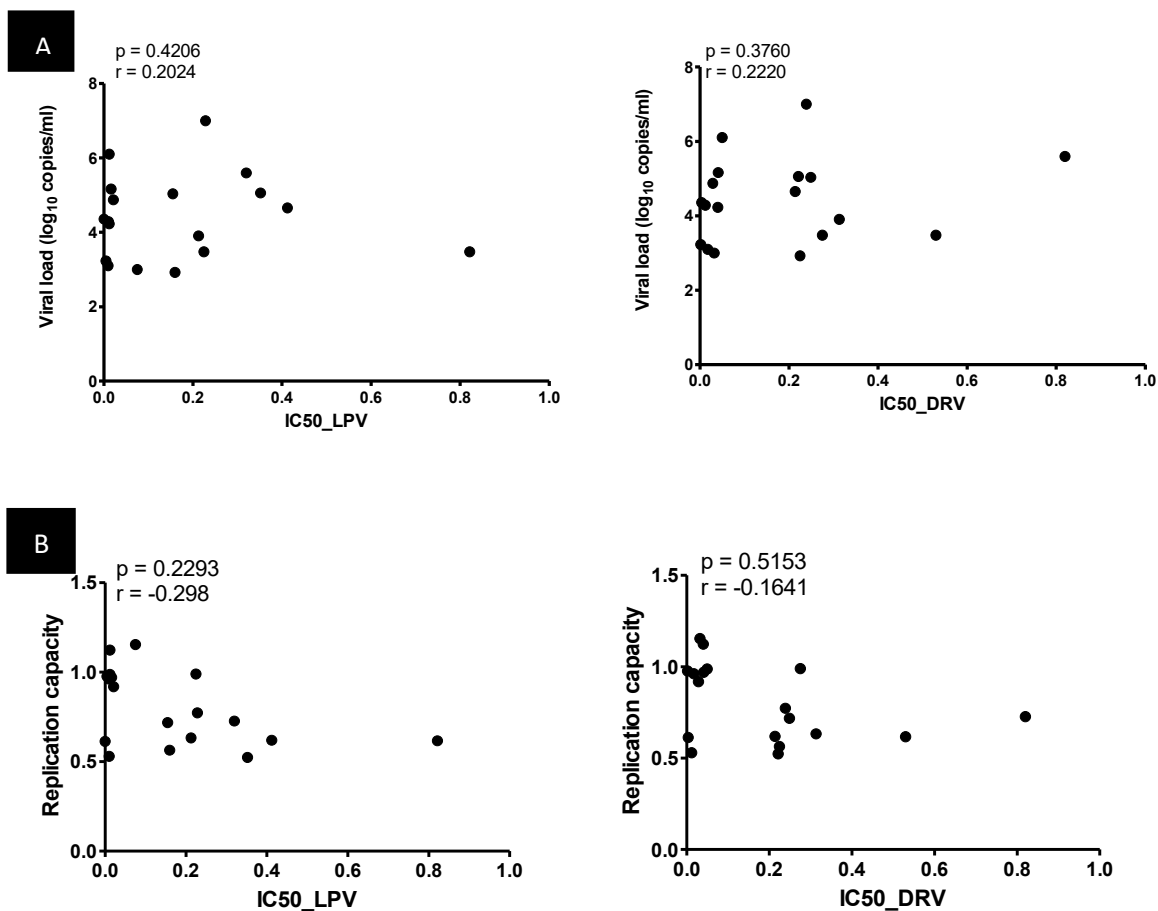 A
p = 0.4206
r = 0.2024
8
6
4
2
0
0.0 0.2 0.4 0.6 0.8 1.0
Viral load (log10 copies/ml)
IC50_LPV
p = 0.3760
r = 0.2220
8
6
4
2
0
0.0 0.2 0.4 0.6 0.8 1.0
Viral load (log10 copies/ml)
IC50_DRV
B
p = 0.2293
r = -0.298
1.5
1.0
0.5
0.0
0.0 0.2 0.4 0.6 0.8 1.0
Replication capacity
IC50_LPV
p = 0.5153
r = -0.1641
1.5
1.0
0.5
0.0
0.0 0.2 0.4 0.6 0.8 1.0
Replication capacity
IC50_DRV